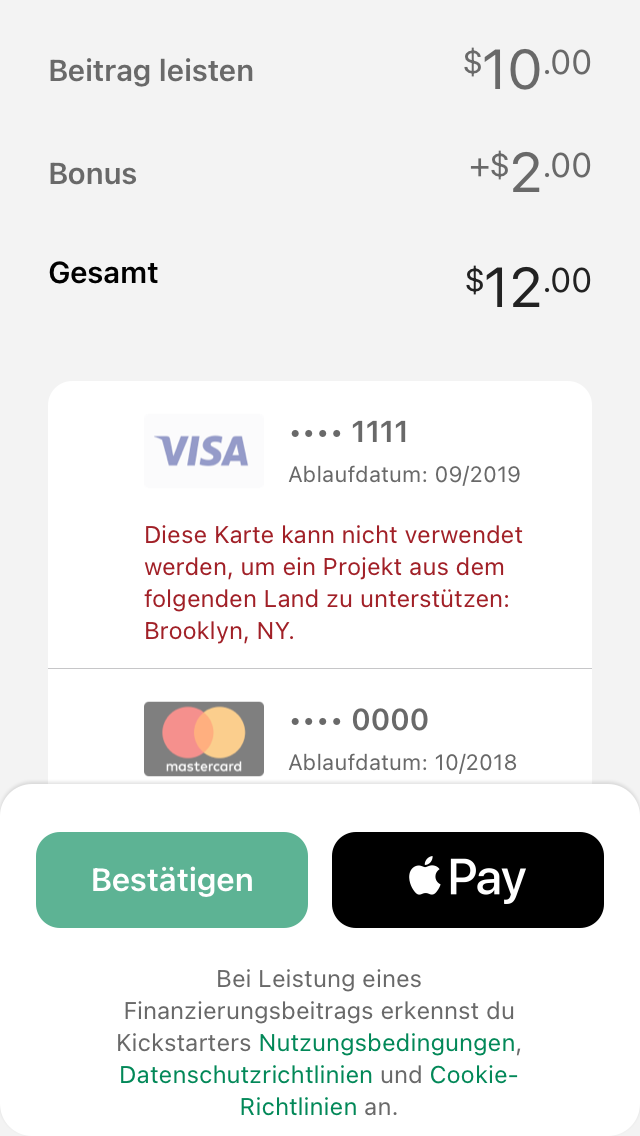 Beitrag leisten $10.00
Bonus +$2.00
Gesamt $12.00
VISA •••• 1111
Ablaufdatum: 09/2019
Diese Karte kann nicht verwendet
werden, um ein Projekt aus dem
folgenden Land zu unterstützen:
Brooklyn, NY.
•••• 0000
mastercard Ablaufdatum: 10/2018
Bestätigen Pay
Bei Leistung eines
Finanzierungsbeitrags erkennst du
Kickstarters Nutzungsbedingungen,
Datenschutzrichtlinien und Cookie-
Richtlinien an.